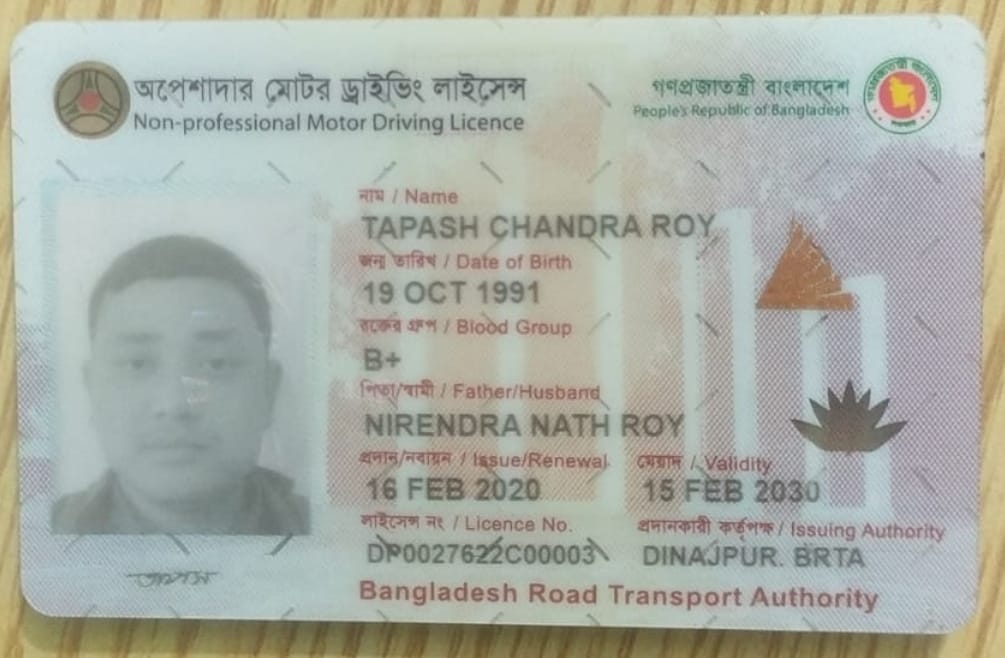 অপেশাদার মোটর ড্রাইভিং লাইসেন্স
Non-professional Motor Driving Licence
গণপ্রজাতন্ত্রী বাংলাদেশ
People's Republic of Bangladesh
নাম / Name
TAPASH CHANDRA ROY
জন্ম তারিখ / Date of Birth
19 OCT 1991
রক্তের গ্রুপ / Blood Group
B+
পিতা/স্বামী / Father/Husband
NIRENDRA NATH ROY
প্রদান/নবায়ন / Issue/Renewal
মেয়াদ / Validity
16 FEB 2020
15 FEB 2030
লাইসেন্স নং / Licence No.
প্রদানকারী কর্তৃপক্ষ / Issuing Authority
DP0027622C00003
DINAJPUR. BRTA
তাপস
Bangladesh Road Transport Authority